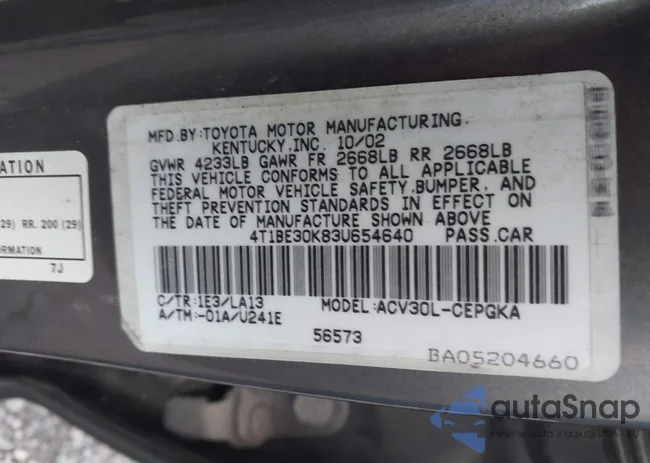 MFD.BY:TOYOTA MOTOR MANUFACTURING
KENTUCKY,INC. 10/02
GVWR 4233LB GAWR FR 2668LB RR 2668LB
THIS VEHICLE CONFORMS TO ALL APPLICABLE
FEDERAL MOTOR VEHICLE SAFETY,BUMPER, AND
THEFT PREVENTION STANDARDS IN EFFECT ON
THE DATE OF MANUFACTURE SHOWN ABOVE
4T1BE30K83U654640 PASS.CAR
C/TR:1E3/LA13 MODEL:ACV30L-CEPGKA
A/TM:-01A/U241E
56573
BA05204660
ATION
29) RR. 200 (29)
FORMATION
7J
autaSnap